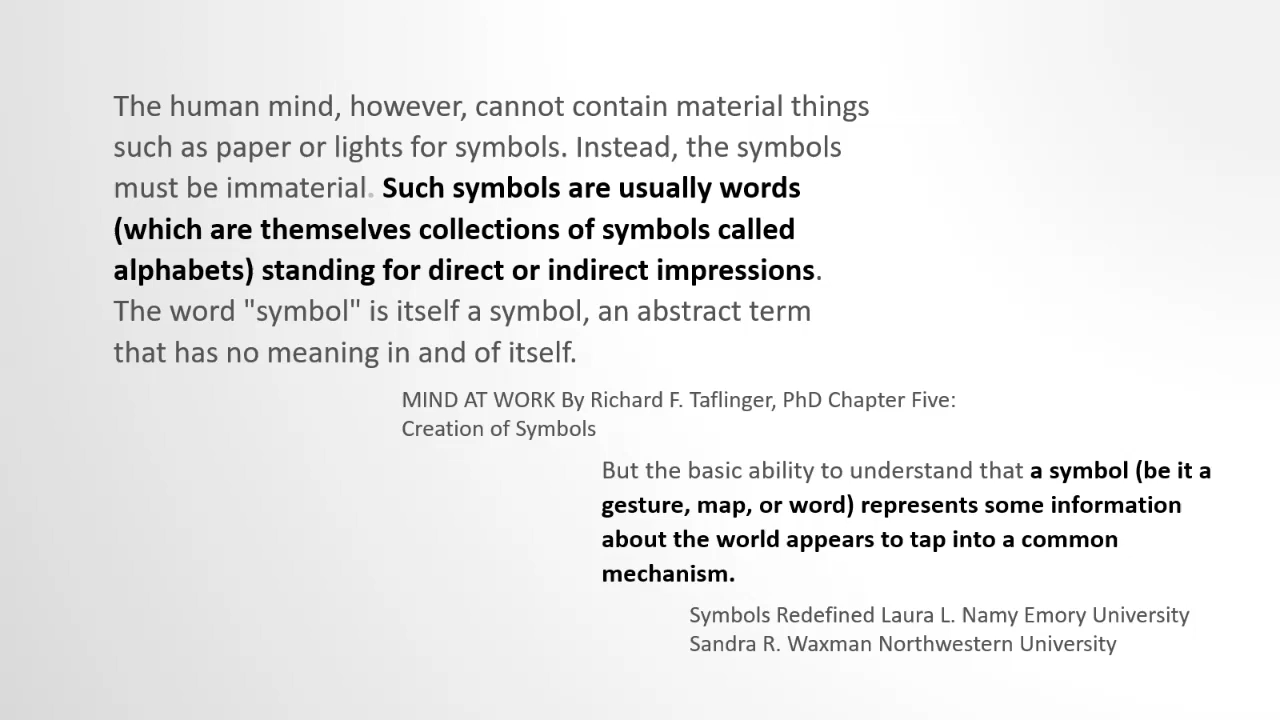 The human mind, however, cannot contain material things
such as paper or lights for symbols. Instead, the symbols
must be immaterial. Such symbols are usually words
(which are themselves collections of symbols called
alphabets) standing for direct or indirect impressions.
The word "symbol" is itself a symbol, an abstract term
that has no meaning in and of itself.
MIND AT WORK By Richard F. Taflinger, PhD Chapter Five:
Creation of Symbols
But the basic ability to understand that a symbol (be it a
gesture, map, or word) represents some information
about the world appears to tap into a common
mechanism.
Symbols Redefined Laura L. Namy Emory University
Sandra R. Waxman Northwestern University